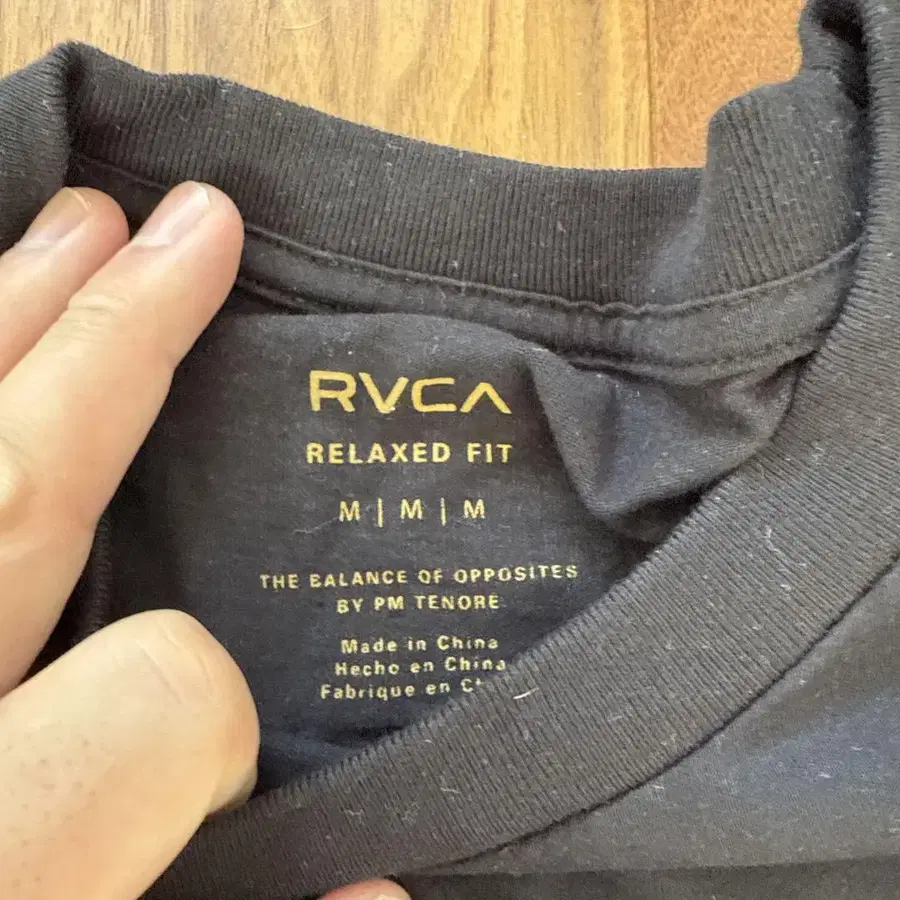 RVCA
RELAXED FIT
M | M | M
THE BALANCE OF OPPOSITES
BY PM TENORE
Made in China
Hecho en China
Fabrique en